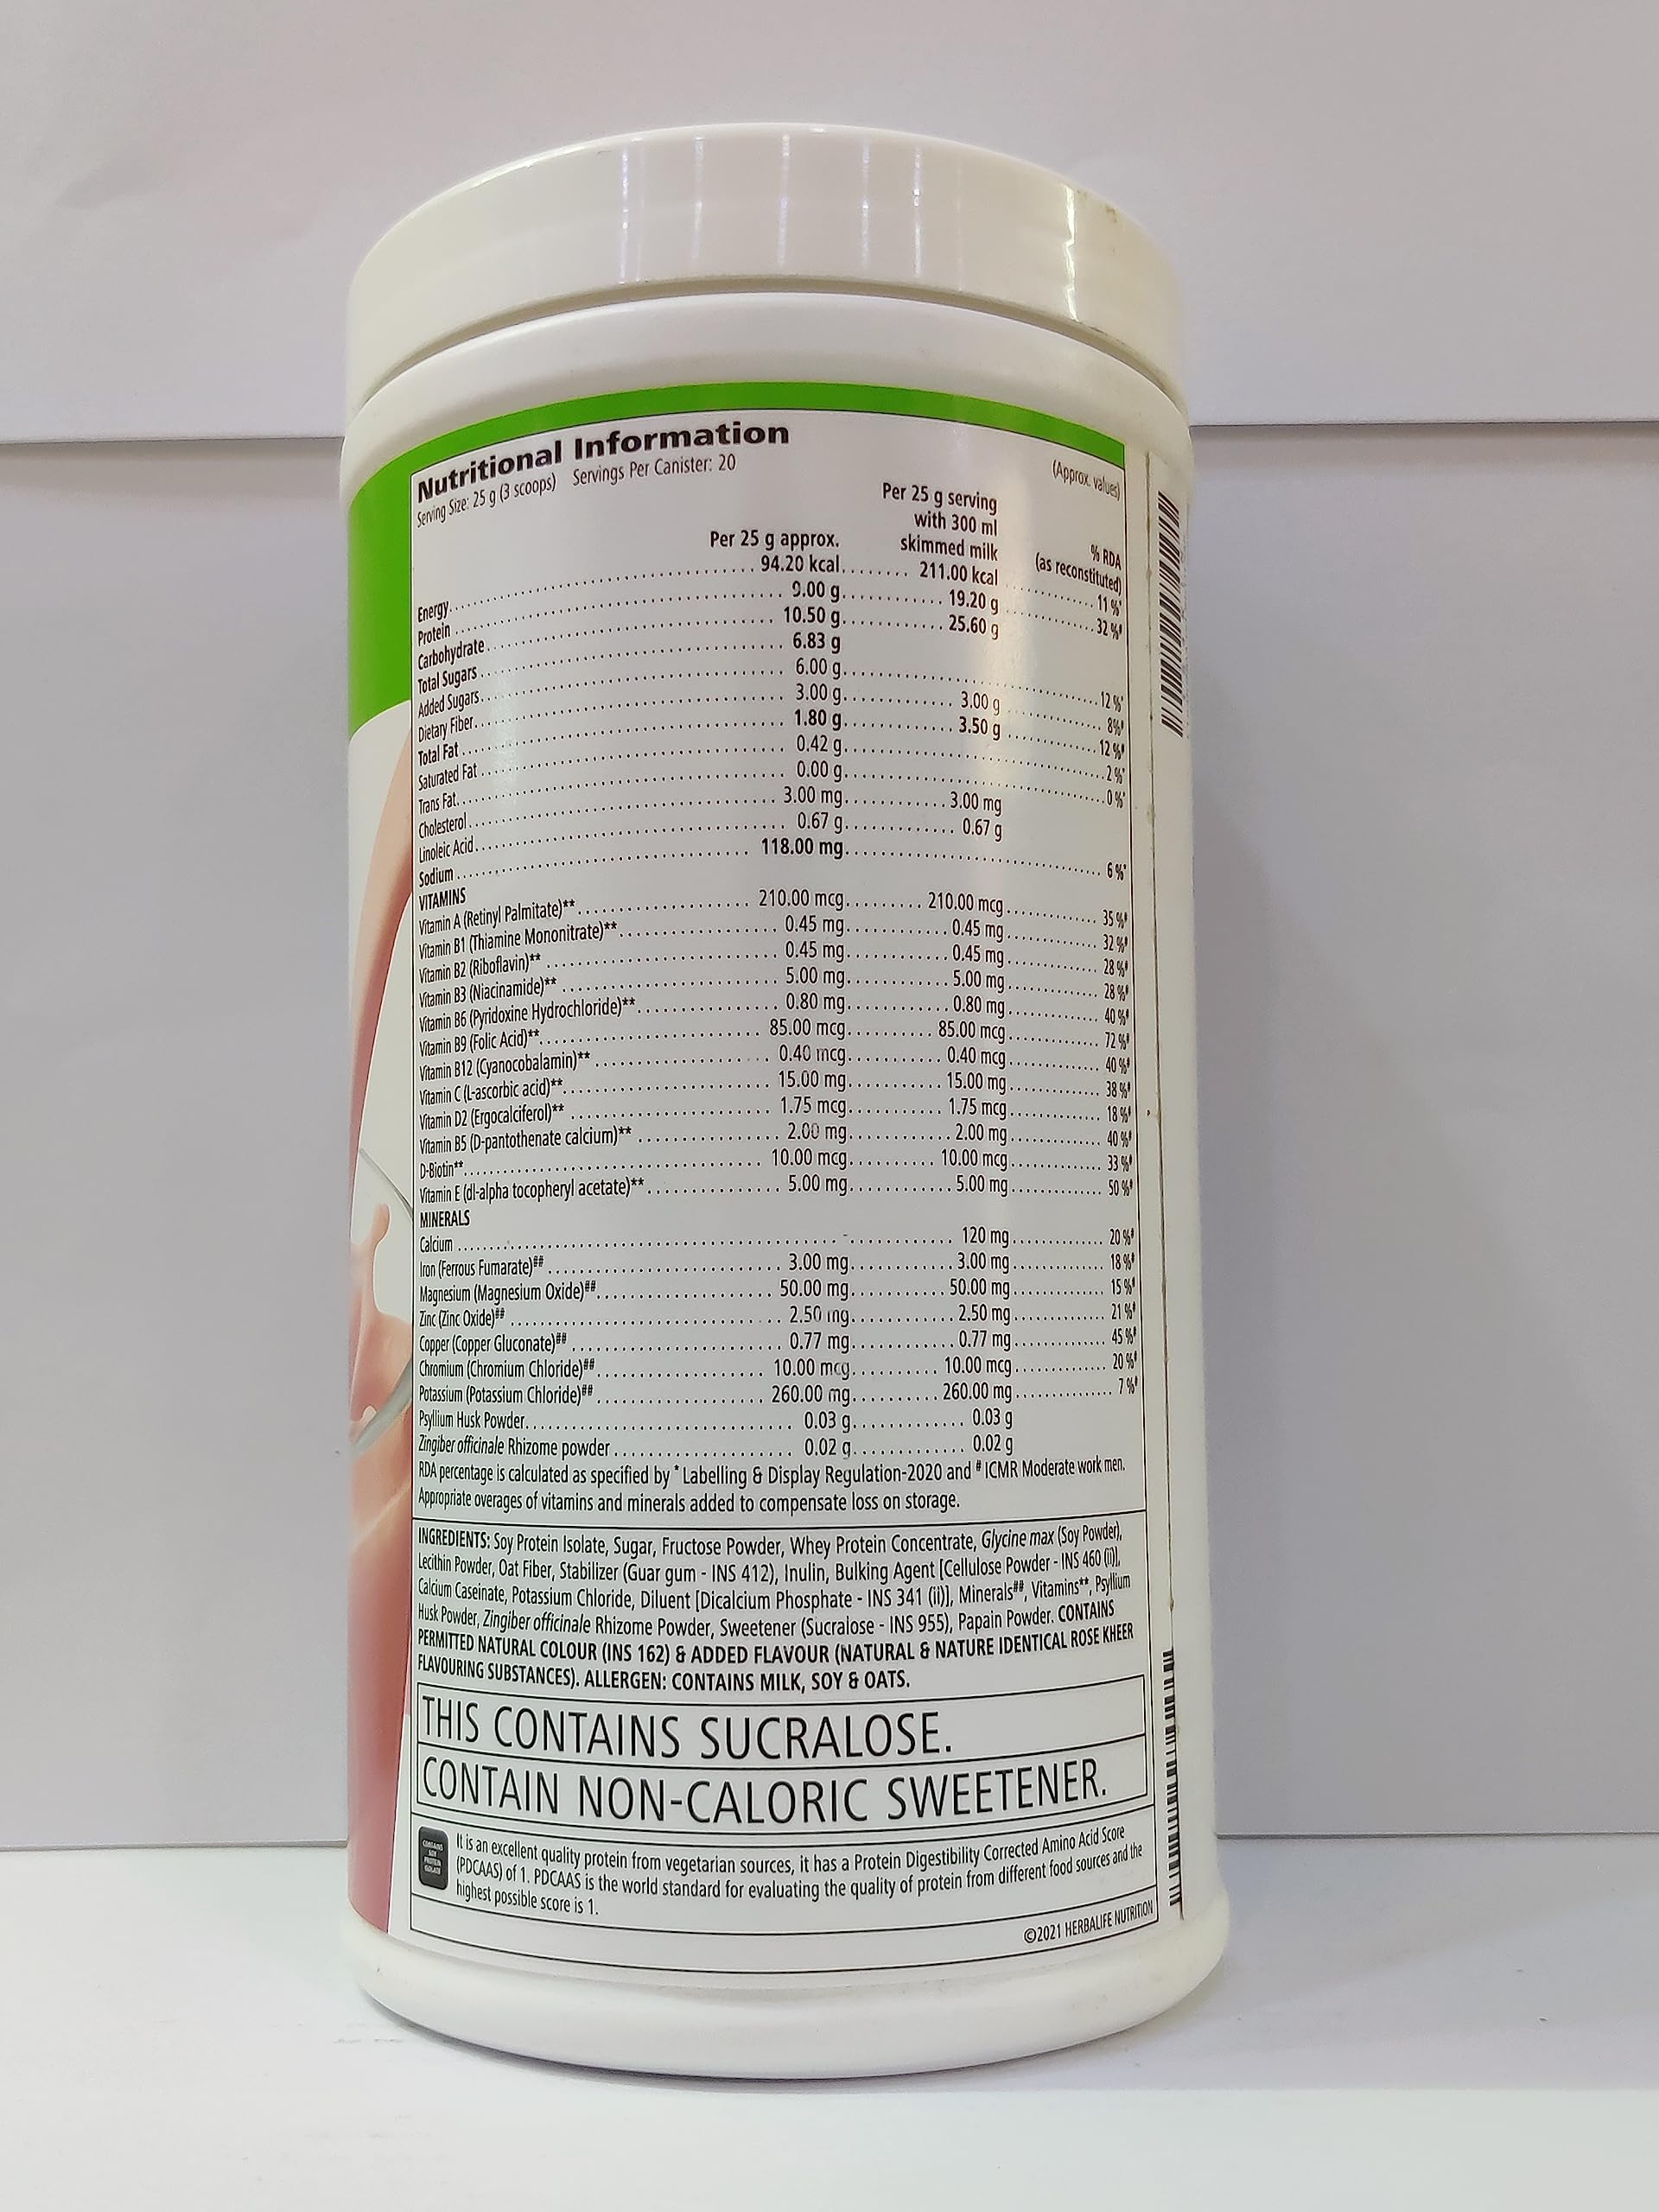 Nutritional Information
Serving Size: 25 g (3 scoops) Servings Per Canister: 20
(Approx. values)
Per 25 g approx. Per 25 g serving with 300 ml skimmed milk % RDA (as reconstituted)
Energy 94.20 kcal 211.00 kcal 11 %*
Protein 9.00 g 19.20 g 32 %#
Carbohydrate 10.50 g 25.60 g
Total Sugars 6.83 g
Added Sugars 6.00 g 12 %*
Dietary Fiber 3.00 g 3.00 g 8%#
Total Fat 1.80 g 3.50 g 12 %#
Saturated Fat 0.42 g 2 %*
Trans Fat 0.00 g 0 %*
Cholesterol 3.00 mg 3.00 mg
Linoleic Acid 0.67 g 0.67 g
Sodium 118.00 mg 6 %*
VITAMINS
Vitamin A (Retinyl Palmitate)** 210.00 mcg 210.00 mcg 35 %#
Vitamin B1 (Thiamine Mononitrate)** 0.45 mg 0.45 mg 32 %#
Vitamin B2 (Riboflavin)** 0.45 mg 0.45 mg 28 %#
Vitamin B3 (Niacinamide)** 5.00 mg 5.00 mg 28 %#
Vitamin B6 (Pyridoxine Hydrochloride)** 0.80 mg 0.80 mg 40 %#
Vitamin B9 (Folic Acid)** 85.00 mcg 85.00 mcg 72 %#
Vitamin B12 (Cyanocobalamin)** 0.40 mcg 0.40 mcg 40 %#
Vitamin C (L-ascorbic acid)** 15.00 mg 15.00 mg 38 %#
Vitamin D2 (Ergocalciferol)** 1.75 mcg 1.75 mcg 18 %#
Vitamin B5 (D-pantothenate calcium)** 2.00 mg 2.00 mg 40 %#
D-Biotin** 10.00 mcg 10.00 mcg 33 %#
Vitamin E (dl-alpha tocopheryl acetate)** 5.00 mg 5.00 mg 50 %#
MINERALS
Calcium - 120 mg 20 %#
Iron (Ferrous Fumarate)## 3.00 mg 3.00 mg 18 %#
Magnesium (Magnesium Oxide)## 50.00 mg 50.00 mg 15 %#
Zinc (Zinc Oxide)## 2.50 mg 2.50 mg 21 %#
Copper (Copper Gluconate)## 0.77 mg 0.77 mg 45 %#
Chromium (Chromium Chloride)## 10.00 mcg 10.00 mcg 20 %#
Potassium (Potassium Chloride)## 260.00 mg 260.00 mg 7 %#
Psyllium Husk Powder 0.03 g 0.03 g
Zingiber officinale Rhizome powder 0.02 g 0.02 g
RDA percentage is calculated as specified by * Labelling & Display Regulation-2020 and # ICMR Moderate work men.
Appropriate overages of vitamins and minerals added to compensate loss on storage.
INGREDIENTS: Soy Protein Isolate, Sugar, Fructose Powder, Whey Protein Concentrate, Glycine max (Soy Powder),
Lecithin Powder, Oat Fiber, Stabilizer (Guar gum - INS 412), Inulin, Bulking Agent [Cellulose Powder - INS 460 (ii)],
Calcium Caseinate, Potassium Chloride, Diluent [Dicalcium Phosphate - INS 341 (ii)], Minerals##, Vitamins**, Psyllium
Husk Powder, Zingiber officinale Rhizome Powder, Sweetener (Sucralose - INS 955), Papain Powder. CONTAINS
PERMITTED NATURAL COLOUR (INS 162) & ADDED FLAVOUR (NATURAL & NATURE IDENTICAL ROSE KHEER
FLAVOURING SUBSTANCES). ALLERGEN: CONTAINS MILK, SOY & OATS.
THIS CONTAINS SUCRALOSE.
CONTAIN NON-CALORIC SWEETENER.
CONTAINS
SOY
PROTEIN
ISOLATE
It is an excellent quality protein from vegetarian sources, it has a Protein Digestibility Corrected Amino Acid Score
(PDCAAS) of 1. PDCAAS is the world standard for evaluating the quality of protein from different food sources and the
highest possible score is 1.
©2021 HERBALIFE NUTRITION